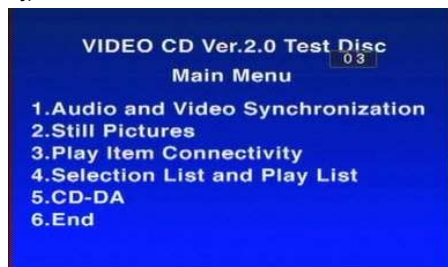 VIDEO CD Ver.2.0 Test Disc
03
Main Menu
1.Audio and Video Synchronization
2.Still Pictures
3.Play Item Connectivity
4.Selection List and Play List
5.CD-DA
6.End